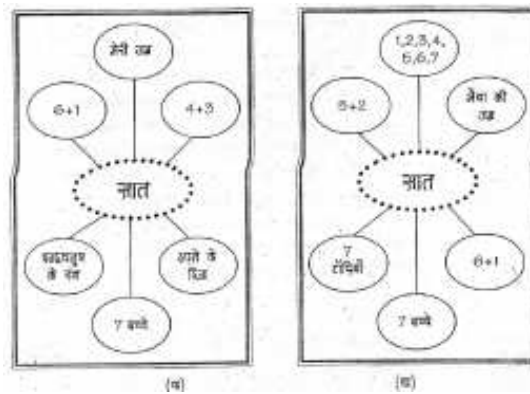 मेरी उम्र
6+1
4+3
सात
के रंग
के
7 बच्चे
1,2,3,4,
5,6,7
5+2
की
उम्र
सात
7
6+1
7 बच्चे
(ख)